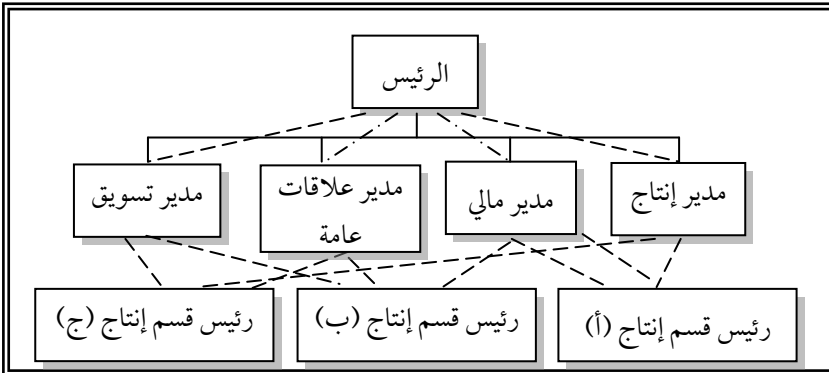 الرئيس
مدير إنتاج
مدير مالي
مدير علاقات
عامة
مدير تسويق
رئيس قسم إنتاج (أ)
رئيس قسم إنتاج (ب)
رئيس قسم إنتاج (ج)